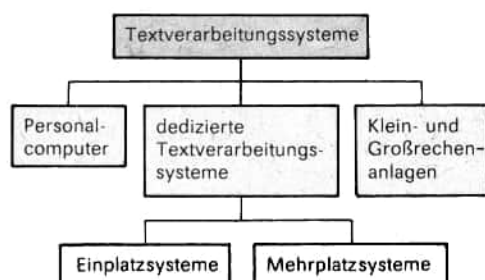 Textverarbeitungssysteme
Personal-
computer
dedizierte
Textverarbeitungs-
systeme
Klein- und
Großrechen-
anlagen
Einplatzsysteme
Mehrplatzsysteme